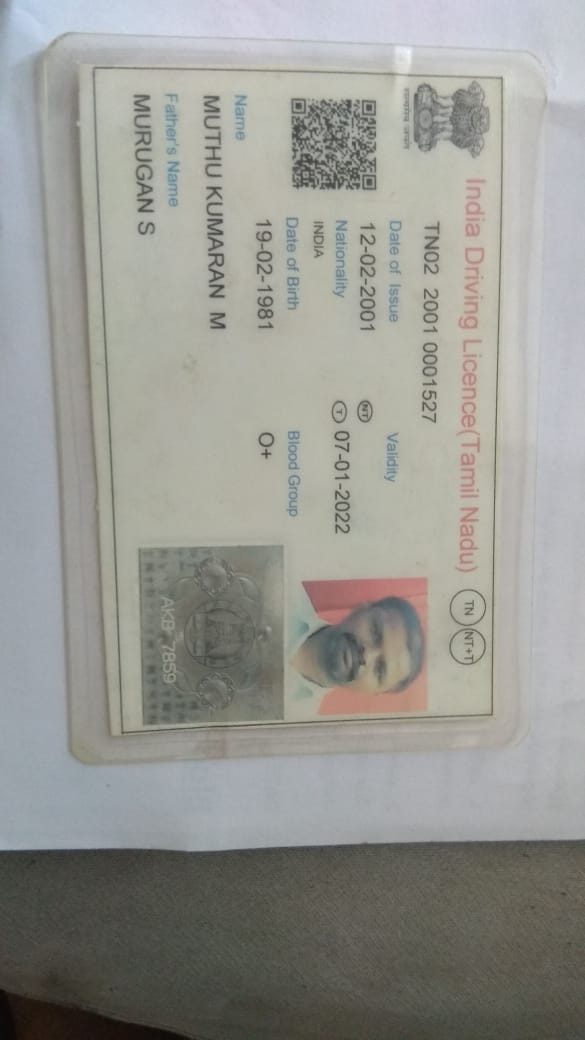 India Driving Licence(Tamil Nadu)
TN
NT+T
TN02 2001 0001527
Date of Issue
Validity
12-02-2001
NT
Nationality
T 07-01-2022
INDIA
Date of Birth
Blood Group
19-02-1981
O+
Name
MUTHU KUMARAN M
Father's Name
MURUGAN S
AKB 7859